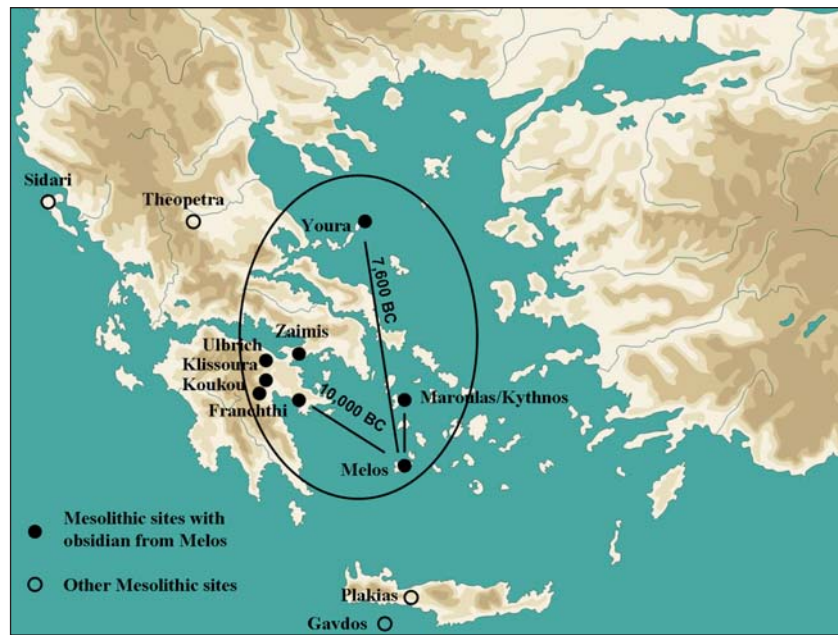 Sidari
Theopetra
Youra
7,600 BC
Zaimis
Ulbrich
Klissoura
Koukou
Franchthi
10,000 BC
Maroulas/Kythnos
Melos
Mesolithic sites with
obsidian from Melos
Other Mesolithic sites
Plakias
Gavdos